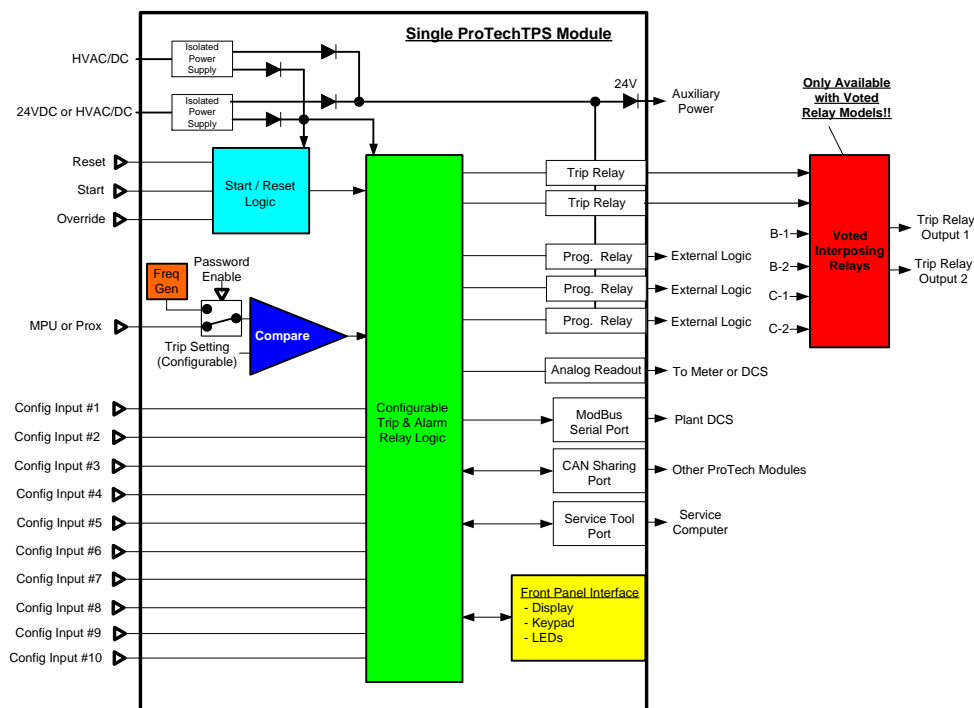 Single ProTechTPS Module
HVAC/DC
Isolated
Power
Supply
24VDC or HVAC/DC
Isolated
Power
Supply
24V
Auxiliary
Power
Only Available
with Voted
Relay Models!!
Reset
Start
Override
Start / Reset
Logic
Trip Relay
Trip Relay
Prog. Relay
External Logic
Prog. Relay
External Logic
Prog. Relay
External Logic
B-1
B-2
C-1
C-2
Voted
Interposing
Relays
Trip Relay
Output 1
Trip Relay
Output 2
Freq
Gen
Password
Enable
MPU or Prox
Trip Setting
(Configurable)
Compare
Configurable
Trip & Alarm
Relay Logic
Analog Readout
To Meter or DCS
ModBus
Serial Port
Plant DCS
CAN Sharing
Port
Other ProTech Modules
Service Tool
Port
Service
Computer
Config Input #1
Config Input #2
Config Input #3
Config Input #4
Config Input #5
Config Input #6
Config Input #7
Config Input #8
Config Input #9
Config Input #10
Front Panel Interface
- Display
- Keypad
- LEDs